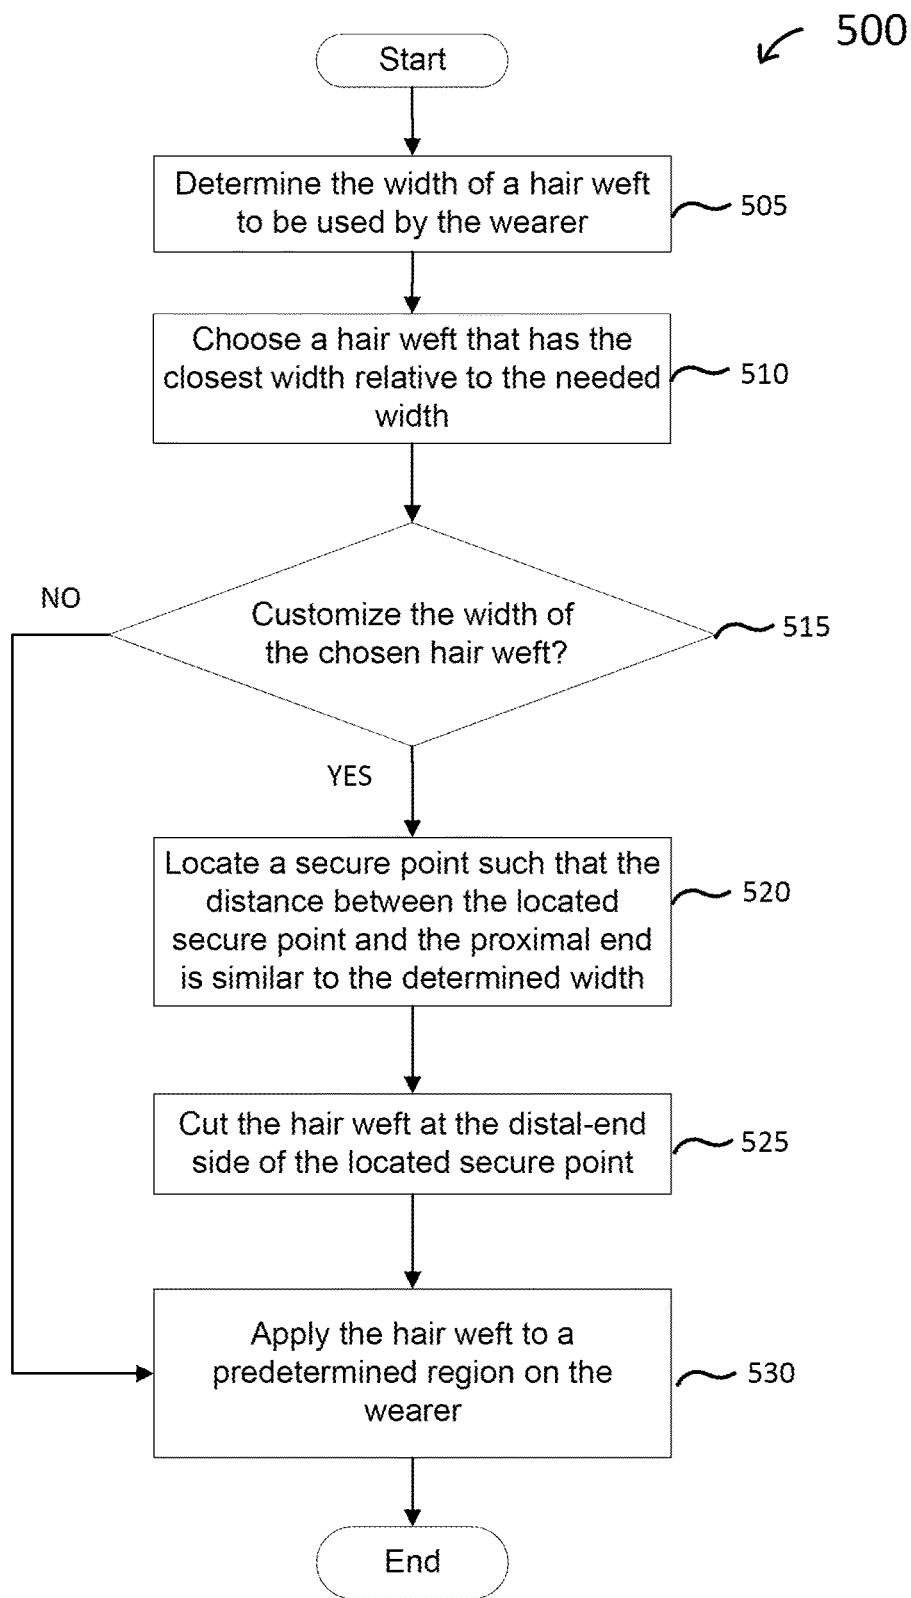 500
Start
Determine the width of a hair weft
to be used by the wearer
505
Choose a hair weft that has the
closest width relative to the needed
width
510
NO
Customize the width of
the chosen hair weft?
515
YES
Locate a secure point such that the
distance between the located
secure point and the proximal end
is similar to the determined width
520
Cut the hair weft at the distal-end
side of the located secure point
525
Apply the hair weft to a
predetermined region on the
wearer
530
End